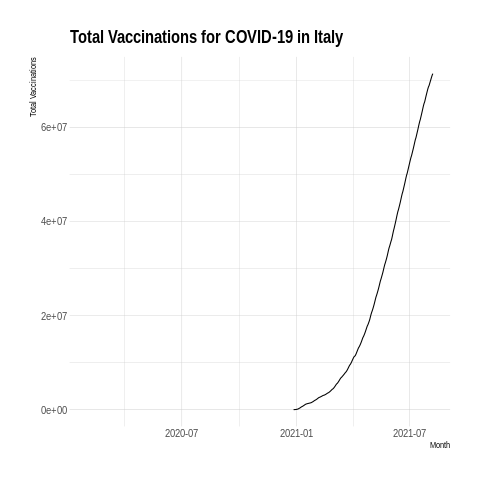 Total Vaccinations for COVID-19 in Italy
Total Vaccinations
6e+07
4e+07
2e+07
0e+00
2020-07 2021-01 2021-07
Month